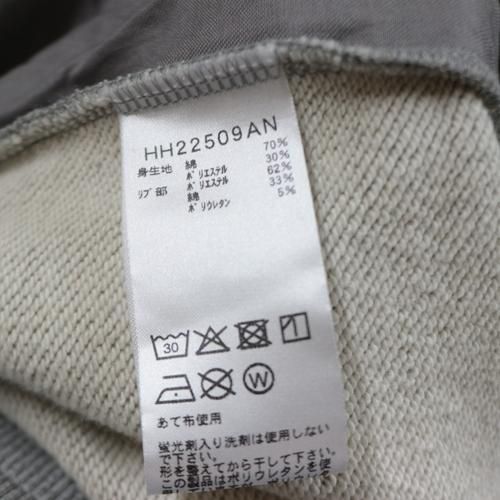 HH22509AN
身生地 綿 70%
ポリエステル 30%
リブ部 ポリエステル 62%
綿 33%
ポリウレタン 5%
30
W
あて布使用
蛍光剤入り洗剤は使用しない
で下さい。
形を整えてから干して下さい。
この製品はポリウレタンを使